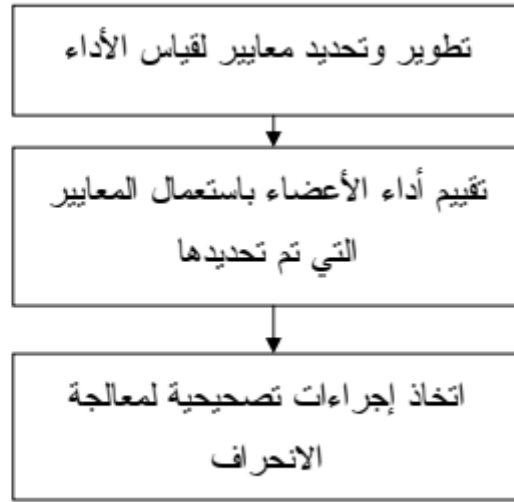 تطوير وتحديد معايير لقياس الأداء
تقييم أداء الأعضاء باستعمال المعايير
التي تم تحديدها
اتخاذ إجراءات تصحيحية لمعالجة
الانحراف